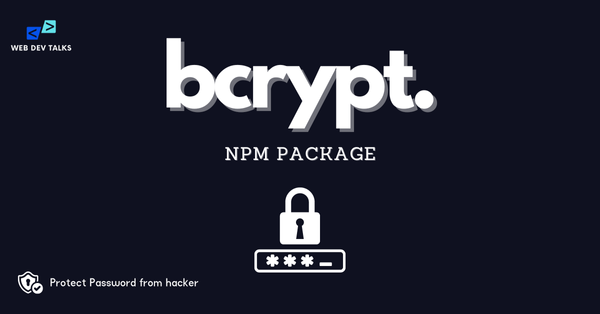 WEB DEV TALKS
bcrypt.
NPM PACKAGE
***_
Protect Password from hacker